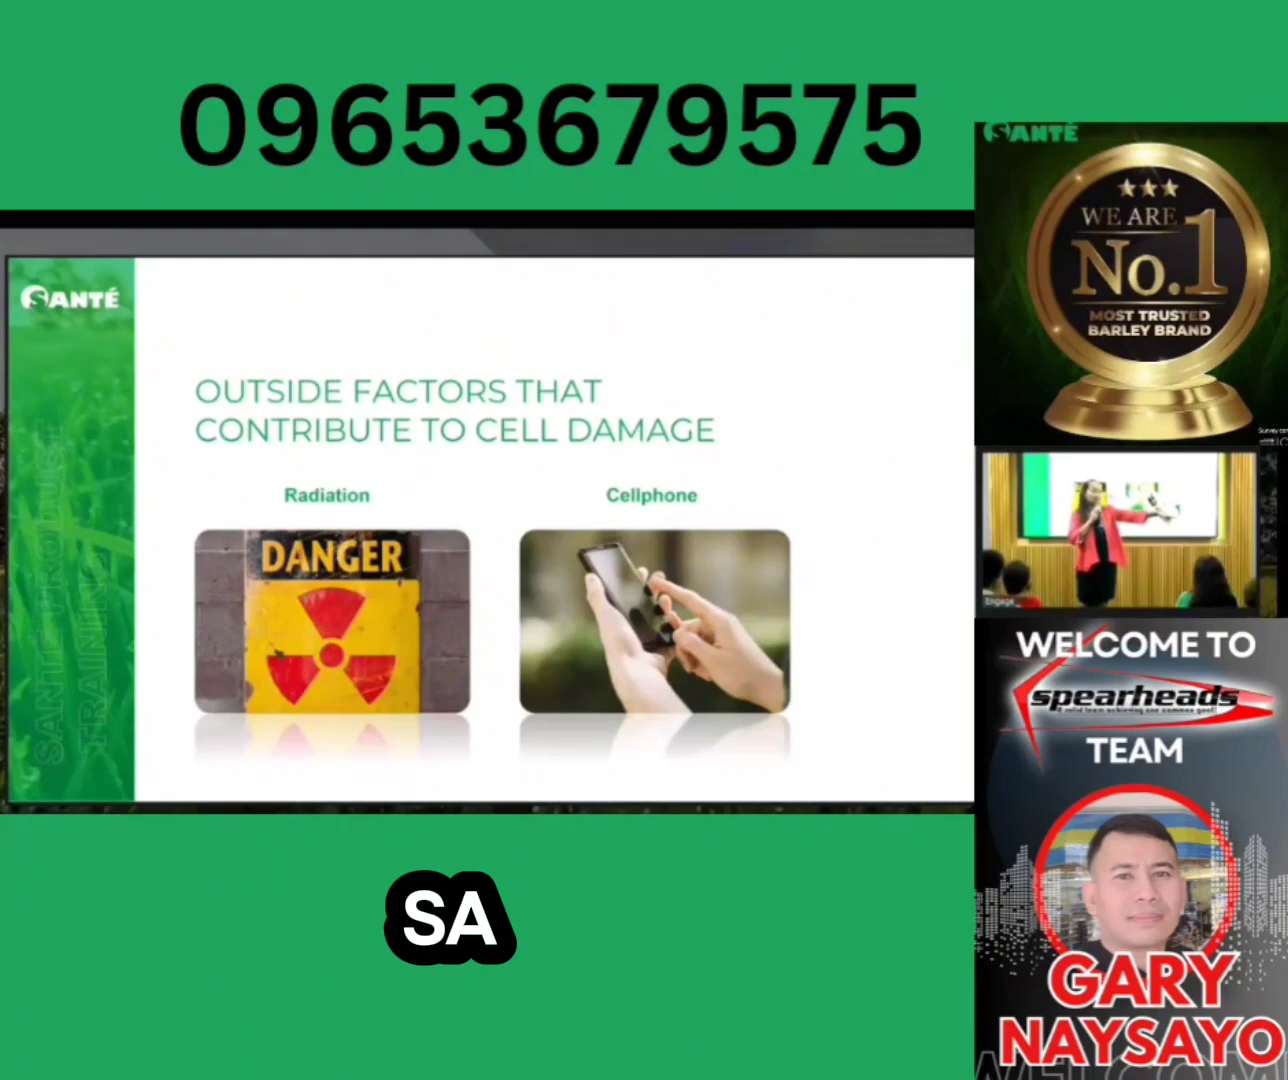 09653679575
SANTÉ
OUTSIDE FACTORS THAT
CONTRIBUTE TO CELL DAMAGE
Radiation
Cellphone
DANGER
SANTÉ PRODUCT
TRAINING
SA
SANTÉ
WE ARE
No.1
MOST TRUSTED
BARLEY BRAND
Engage
WELCOME TO
spearheads
TEAM
GARY
NAYSAYO